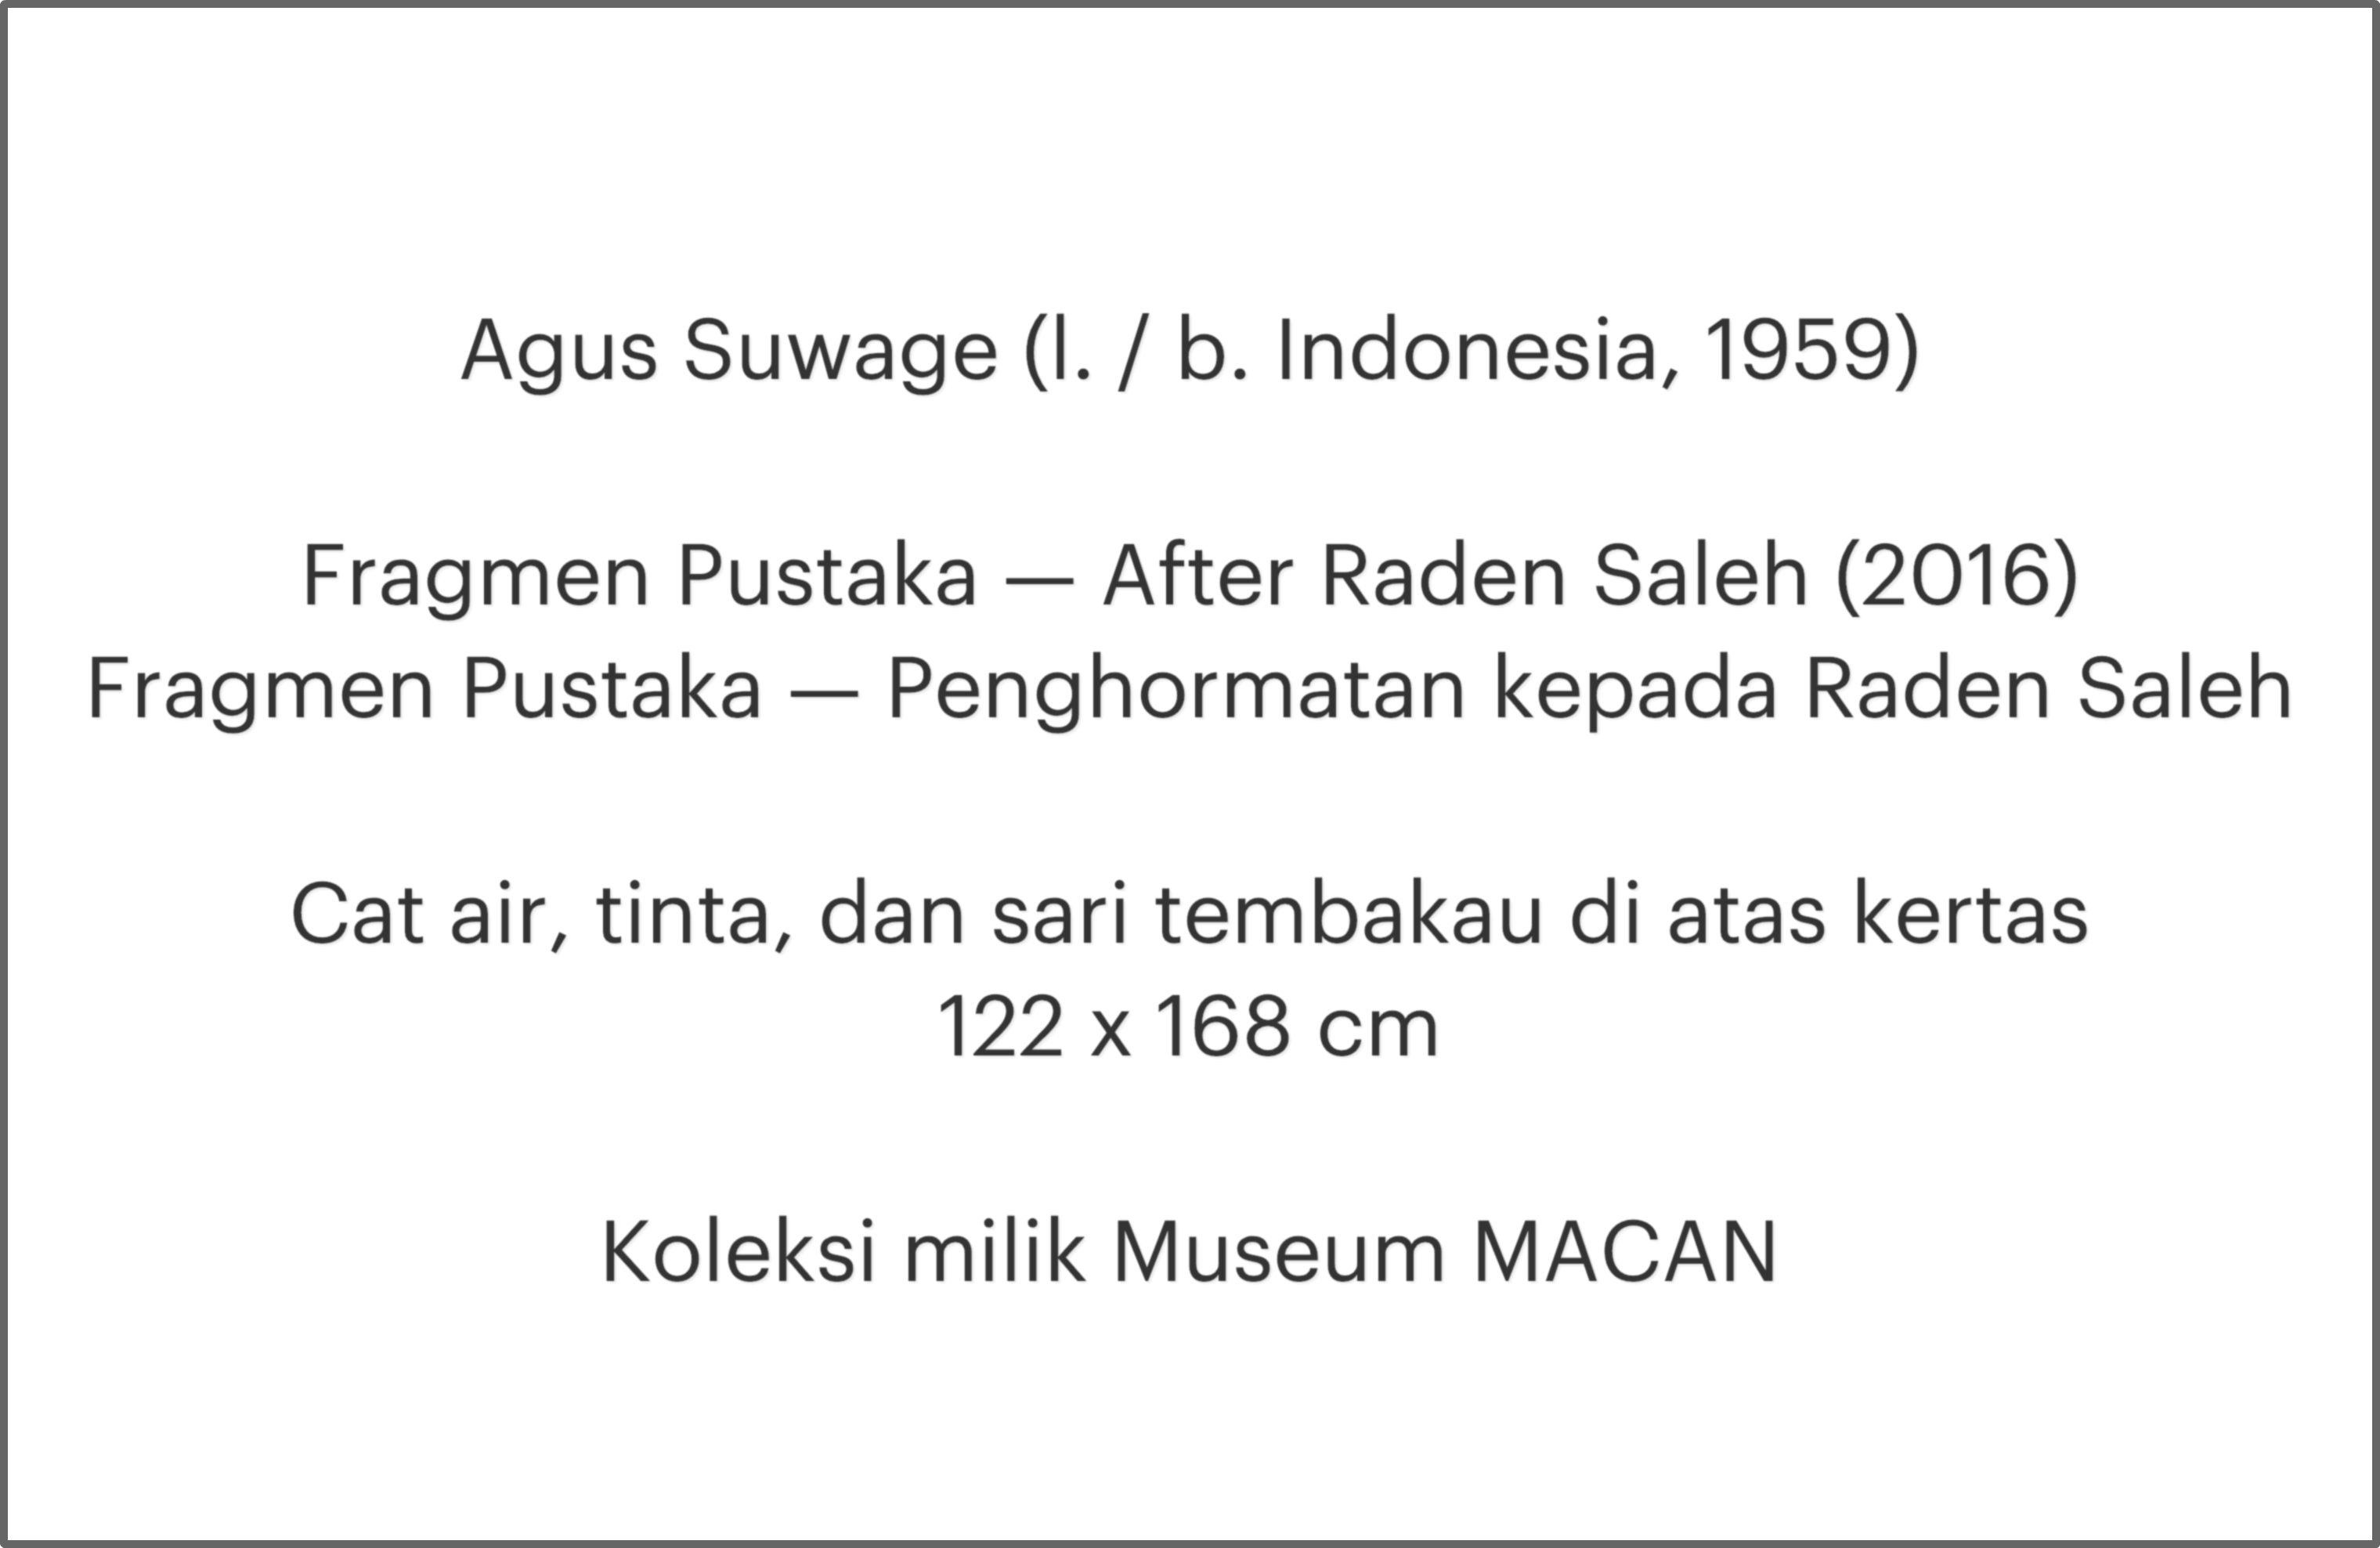 Agus Suwage (l. / b. Indonesia, 1959)
Fragmen Pustaka — After Raden Saleh (2016)
Fragmen Pustaka — Penghormatan kepada Raden Saleh
Cat air, tinta, dan sari tembakau di atas kertas
122 x 168 cm
Koleksi milik Museum MACAN